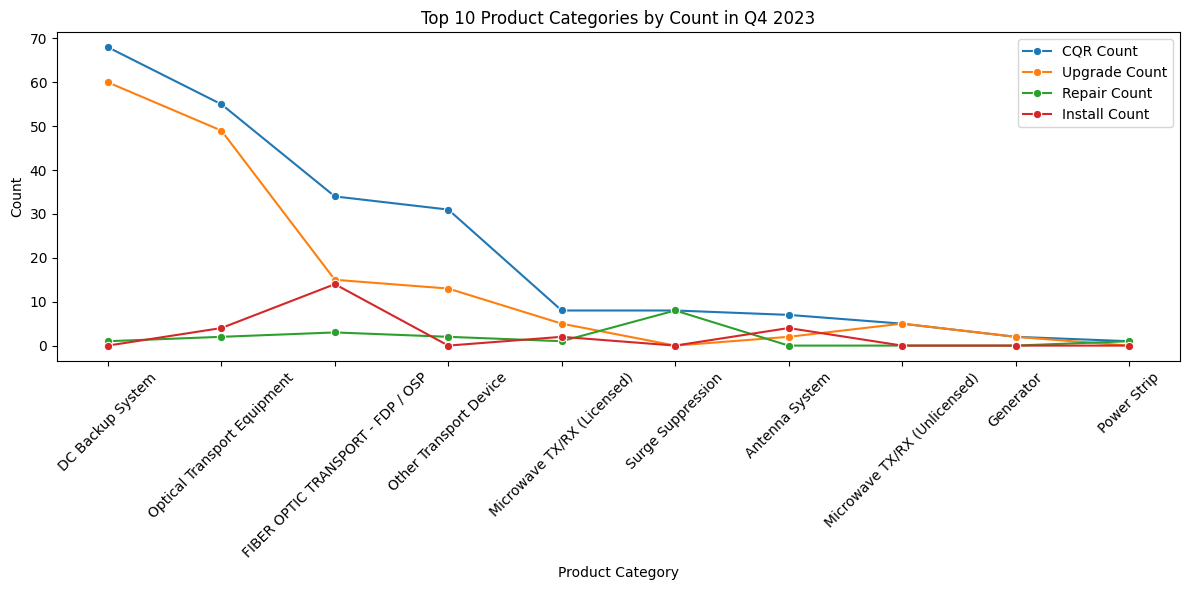 Top 10 Product Categories by Count in Q4 2023
CQR Count
Upgrade Count
Repair Count
Install Count
Count
70
60
50
40
30
20
10
0
DC Backup System
Optical Transport Equipment
FIBER OPTIC TRANSPORT - FDP / OSP
Other Transport Device
Microwave TX/RX (Licensed)
Surge Suppression
Antenna System
Microwave TX/RX (Unlicensed)
Generator
Power Strip
Product Category